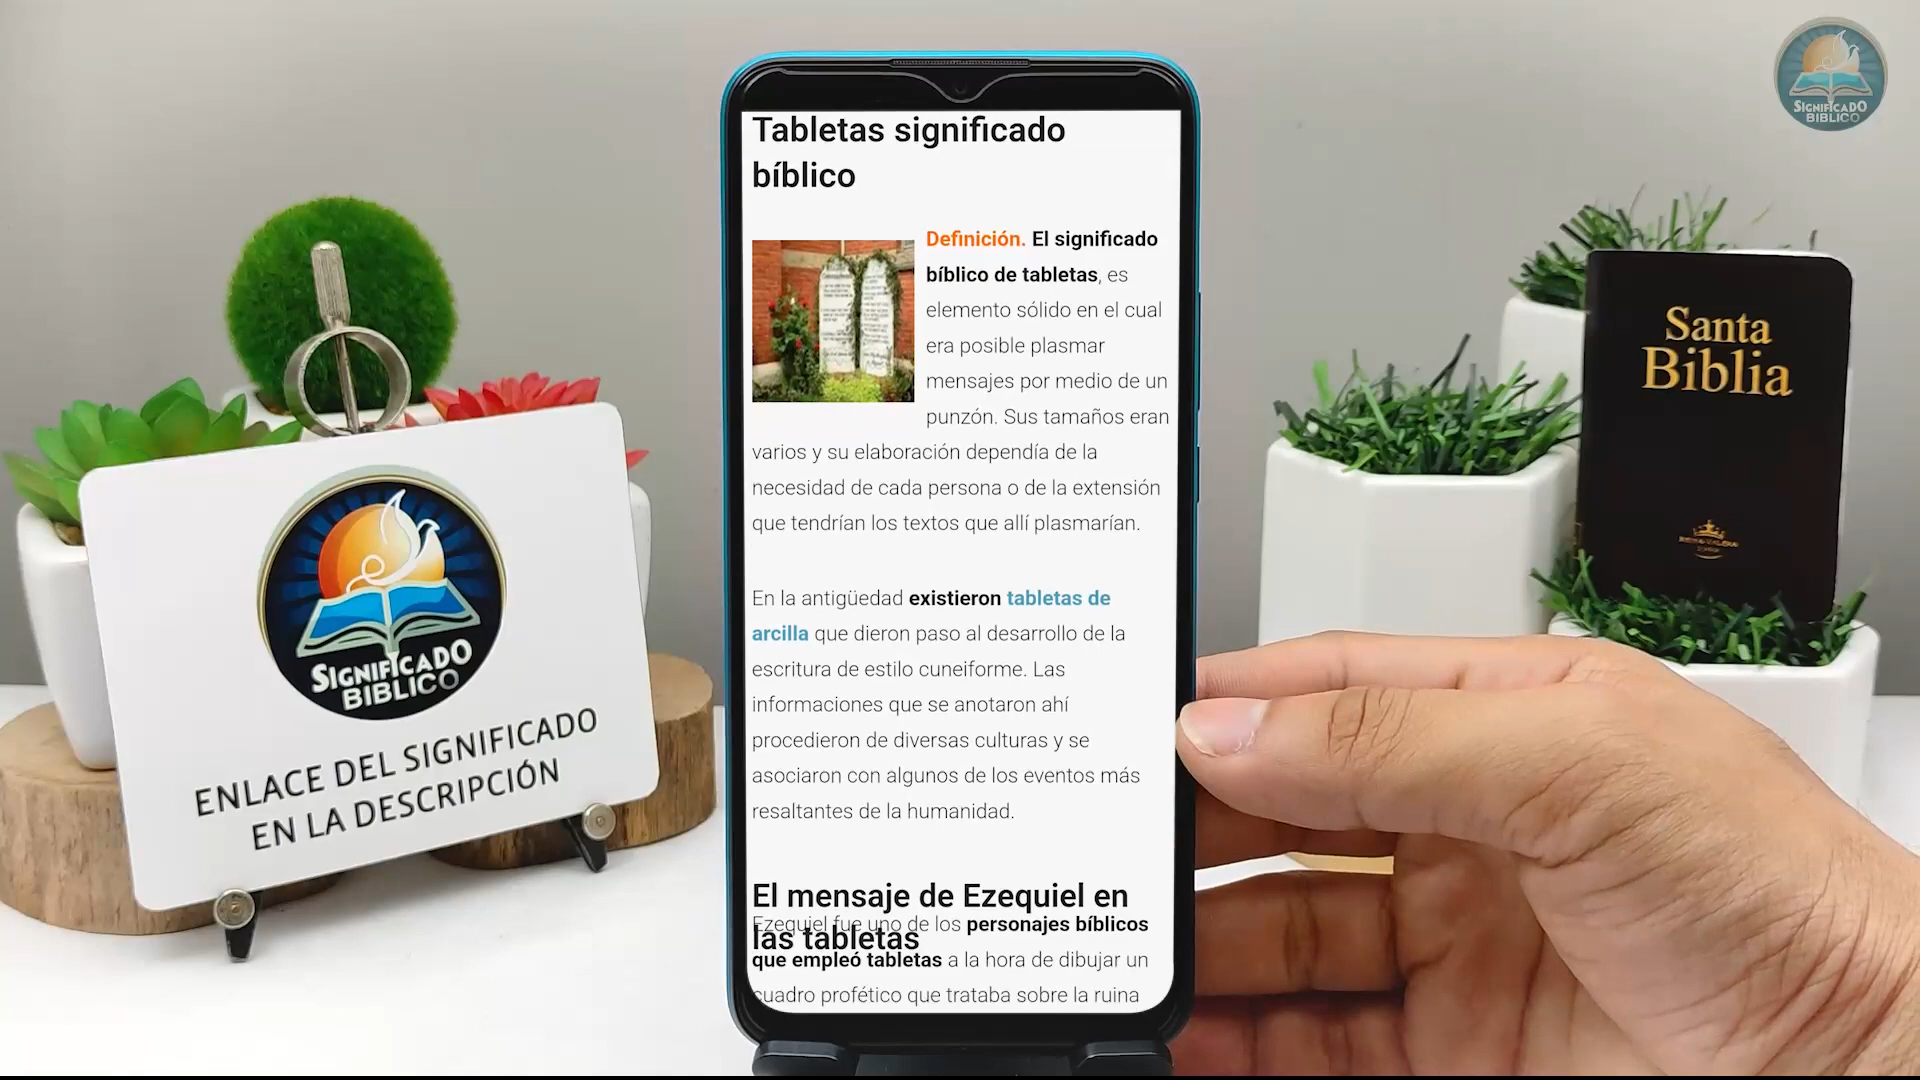 SIGNIFICADO
BIBLICO
Tabletas significado
bíblico
Definición. El significado
bíblico de tabletas, es
elemento sólido en el cual
era posible plasmar
mensajes por medio de un
punzón. Sus tamaños eran
varios y su elaboración dependía de la
necesidad de cada persona o de la extensión
que tendrían los textos que allí plasmarían.
En la antigüedad existieron tabletas de
arcilla que dieron paso al desarrollo de la
escritura de estilo cuneiforme. Las
informaciones que se anotaron ahí
procedieron de diversas culturas y se
asociaron con algunos de los eventos más
resaltantes de la humanidad.
El mensaje de Ezequiel en
las tabletas
Ezequiel fue uno de los personajes bíblicos
que empleó tabletas a la hora de dibujar un
cuadro profético que trataba sobre la ruina
SIGNIFICADO
BIBLICO
ENLACE DEL SIGNIFICADO
EN LA DESCRIPCIÓN
Santa
Biblia